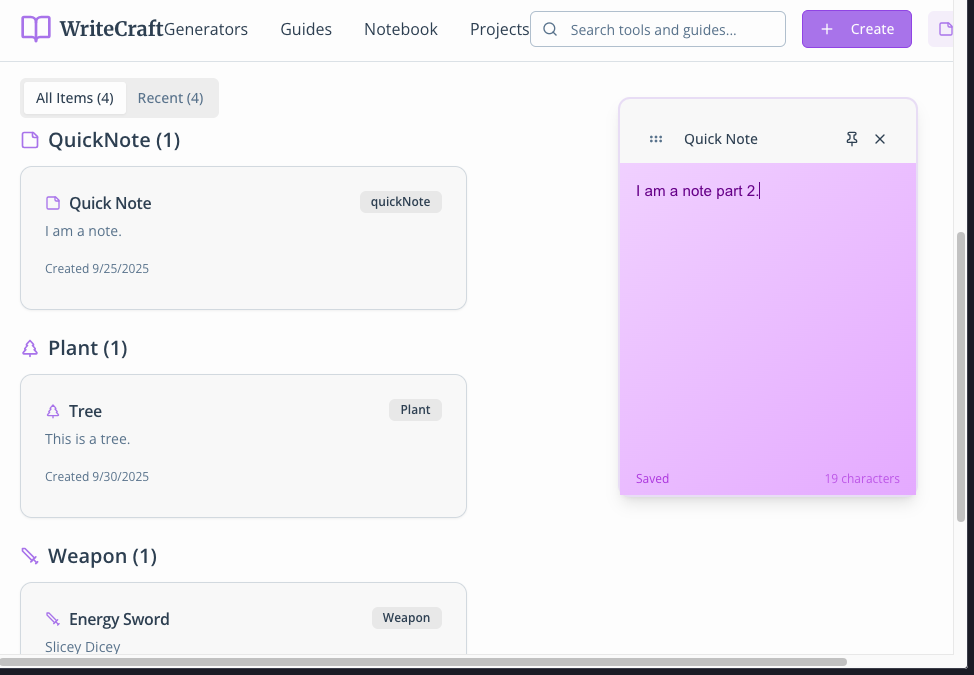 WriteCraft
Generators
Guides
Notebook
Projects
Search tools and guides...
Create
All Items (4)
Recent (4)
QuickNote (1)
Quick Note
quickNote
I am a note.
Created 9/25/2025
Plant (1)
Tree
Plant
This is a tree.
Created 9/30/2025
Weapon (1)
Energy Sword
Weapon
Slicey Dicey
Quick Note
I am a note part 2.
Saved
19 characters